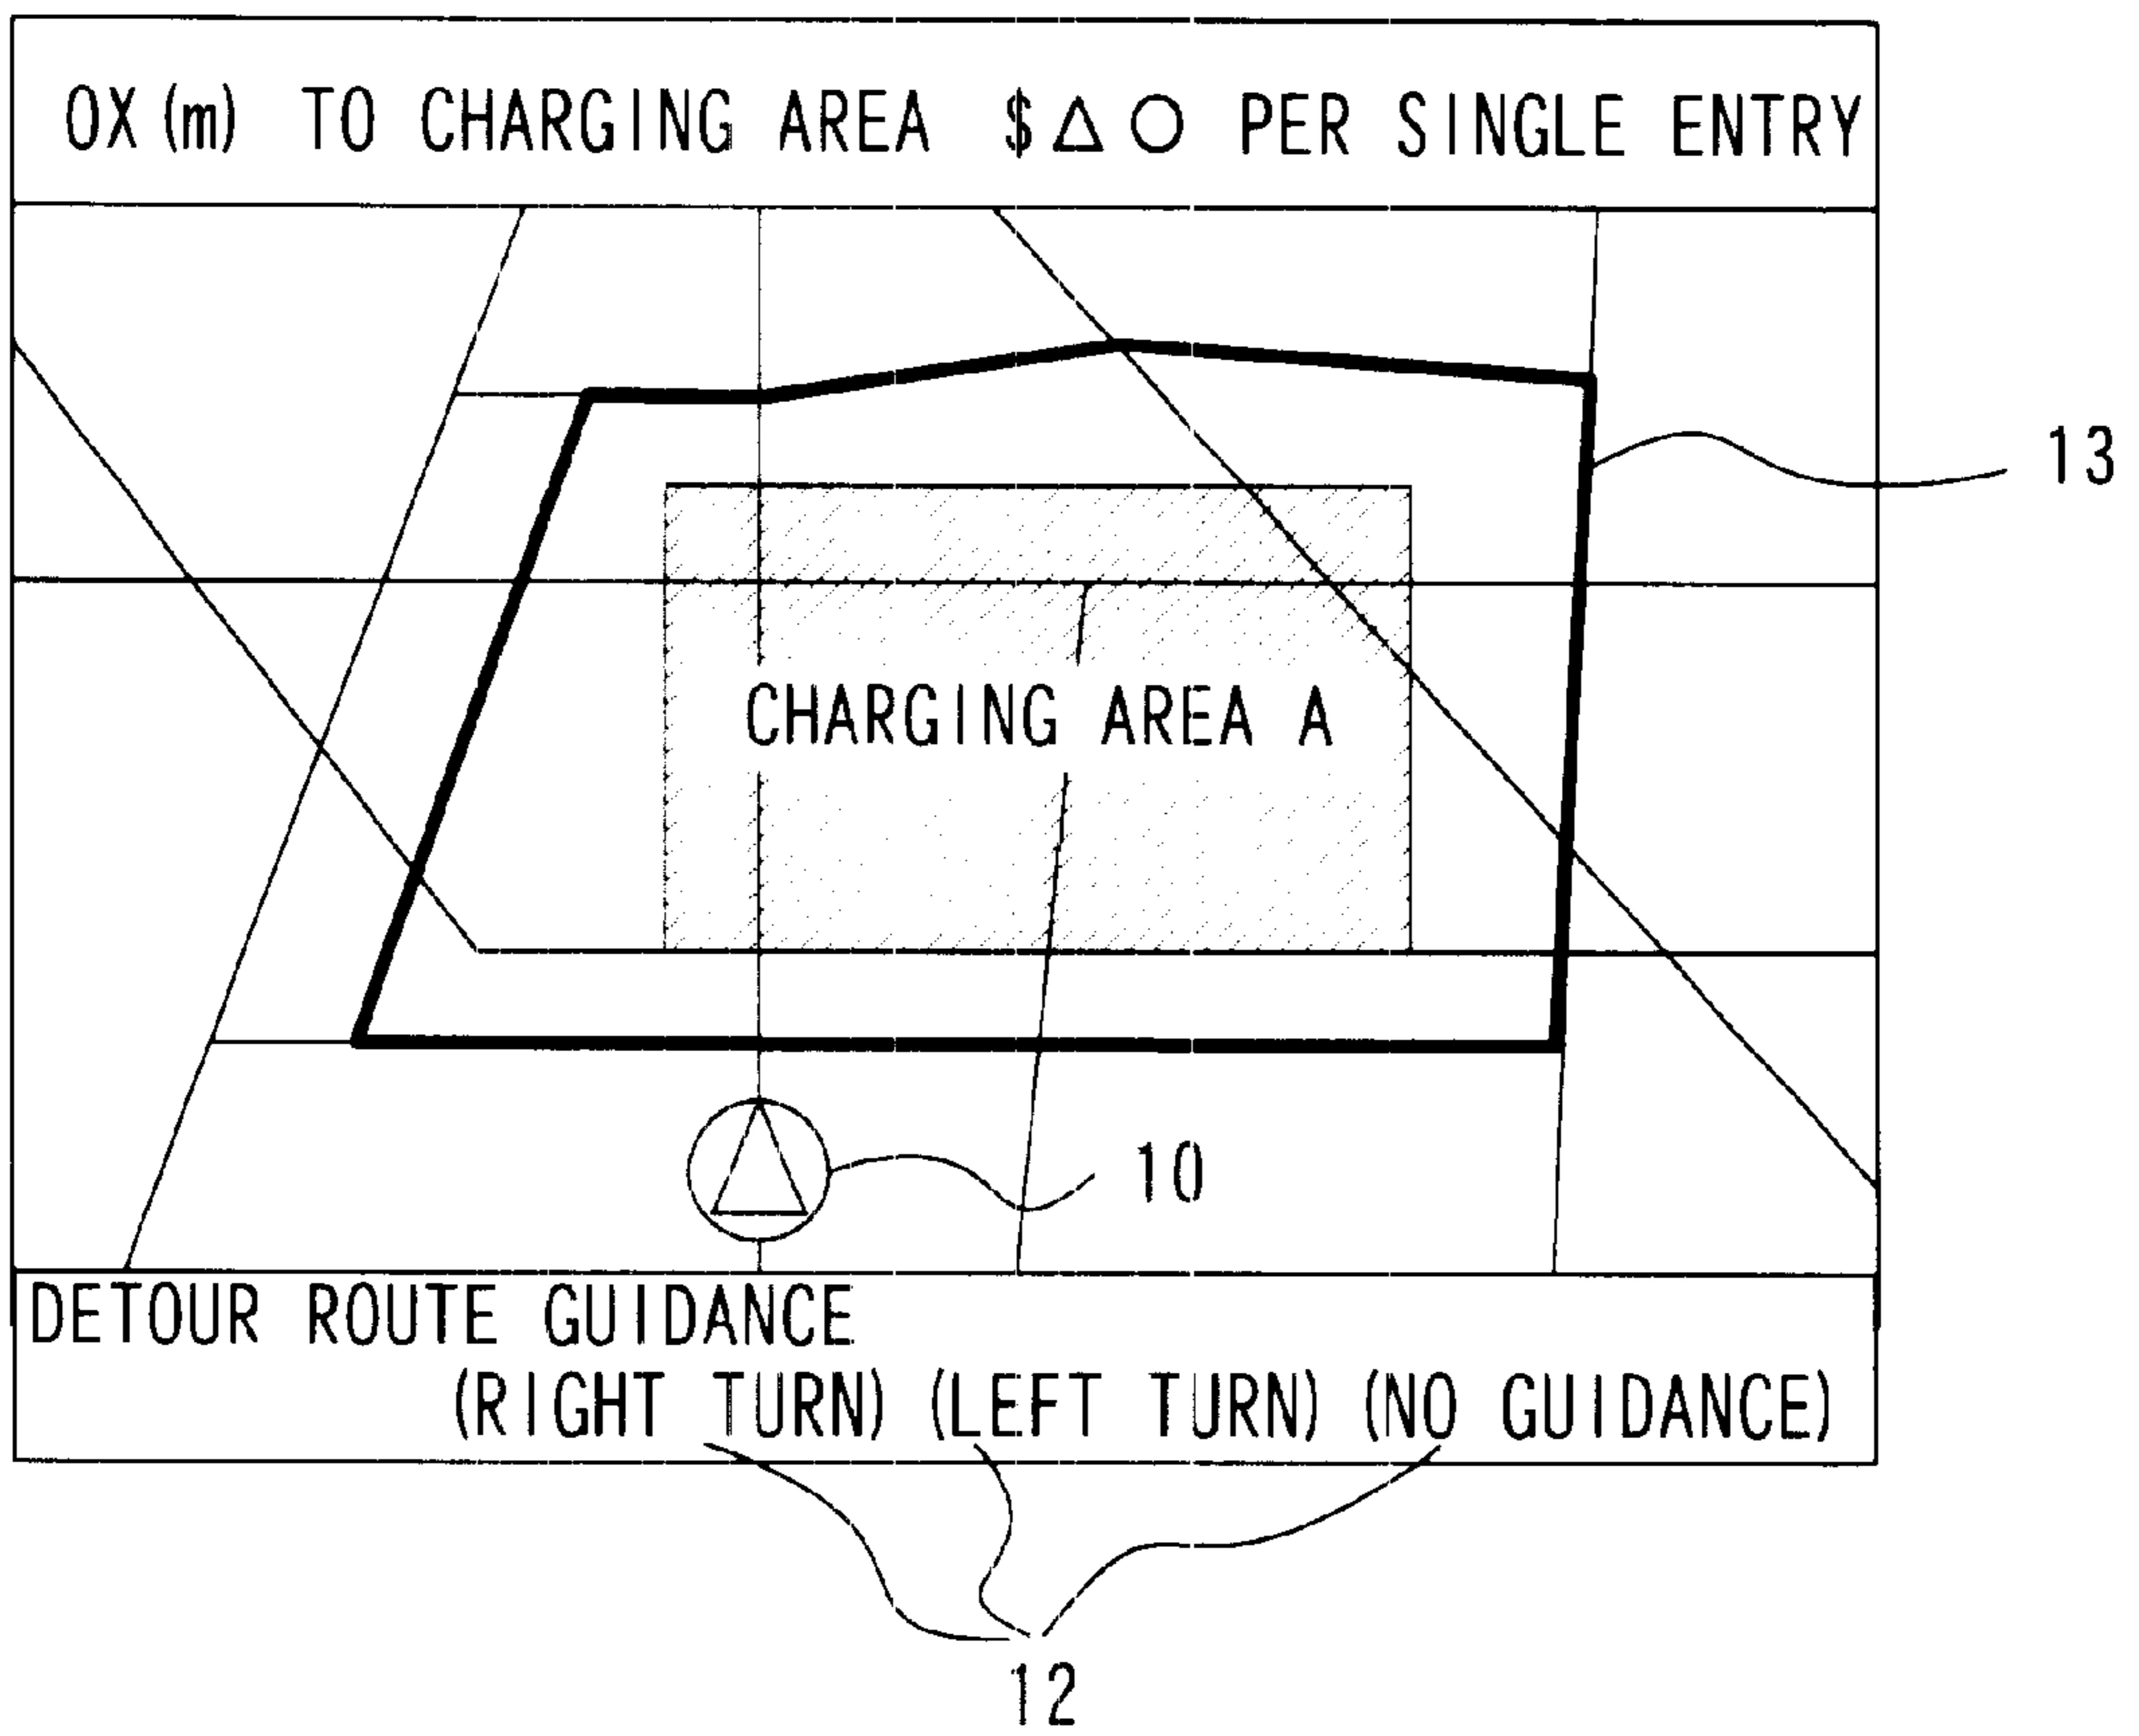 OX(m) TO CHARGING AREA $△○ PER SINGLE ENTRY
13
CHARGING AREA A
10
DETOUR ROUTE GUIDANCE
(RIGHT TURN) (LEFT TURN) (NO GUIDANCE)
12